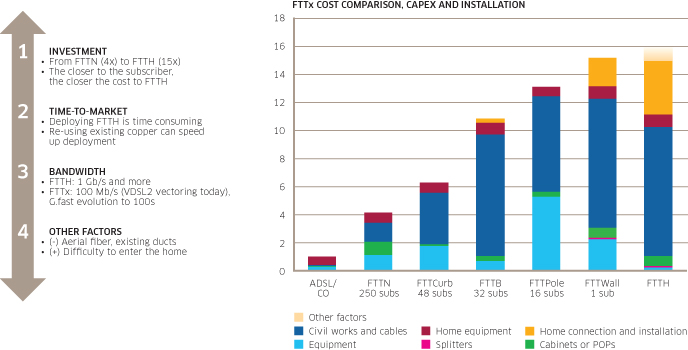 FTTx COST COMPARISON, CAPEX AND INSTALLATION
1
INVESTMENT
• From FTTN (4x) to FTTH (15x)
• The closer to the subscriber,
the closer the cost to FTTH
2
TIME-TO-MARKET
• Deploying FTTH is time consuming
• Re-using existing copper can speed
up deployment
3
BANDWIDTH
• FTTH: 1 Gb/s and more
• FTTx: 100 Mb/s (VDSL2 vectoring today),
G.fast evolution to 100s
4
OTHER FACTORS
• (-) Aerial fiber, existing ducts
• (+) Difficulty to enter the home
18
16
14
12
10
8
6
4
2
0
ADSL/
CO
FTTN
250 subs
FTTCurb
48 subs
FTTB
32 subs
FTTPole
16 subs
FTTWall
1 sub
FTTH
Other factors
Civil works and cables
Home equipment
Home connection and installation
Equipment
Splitters
Cabinets or POPs